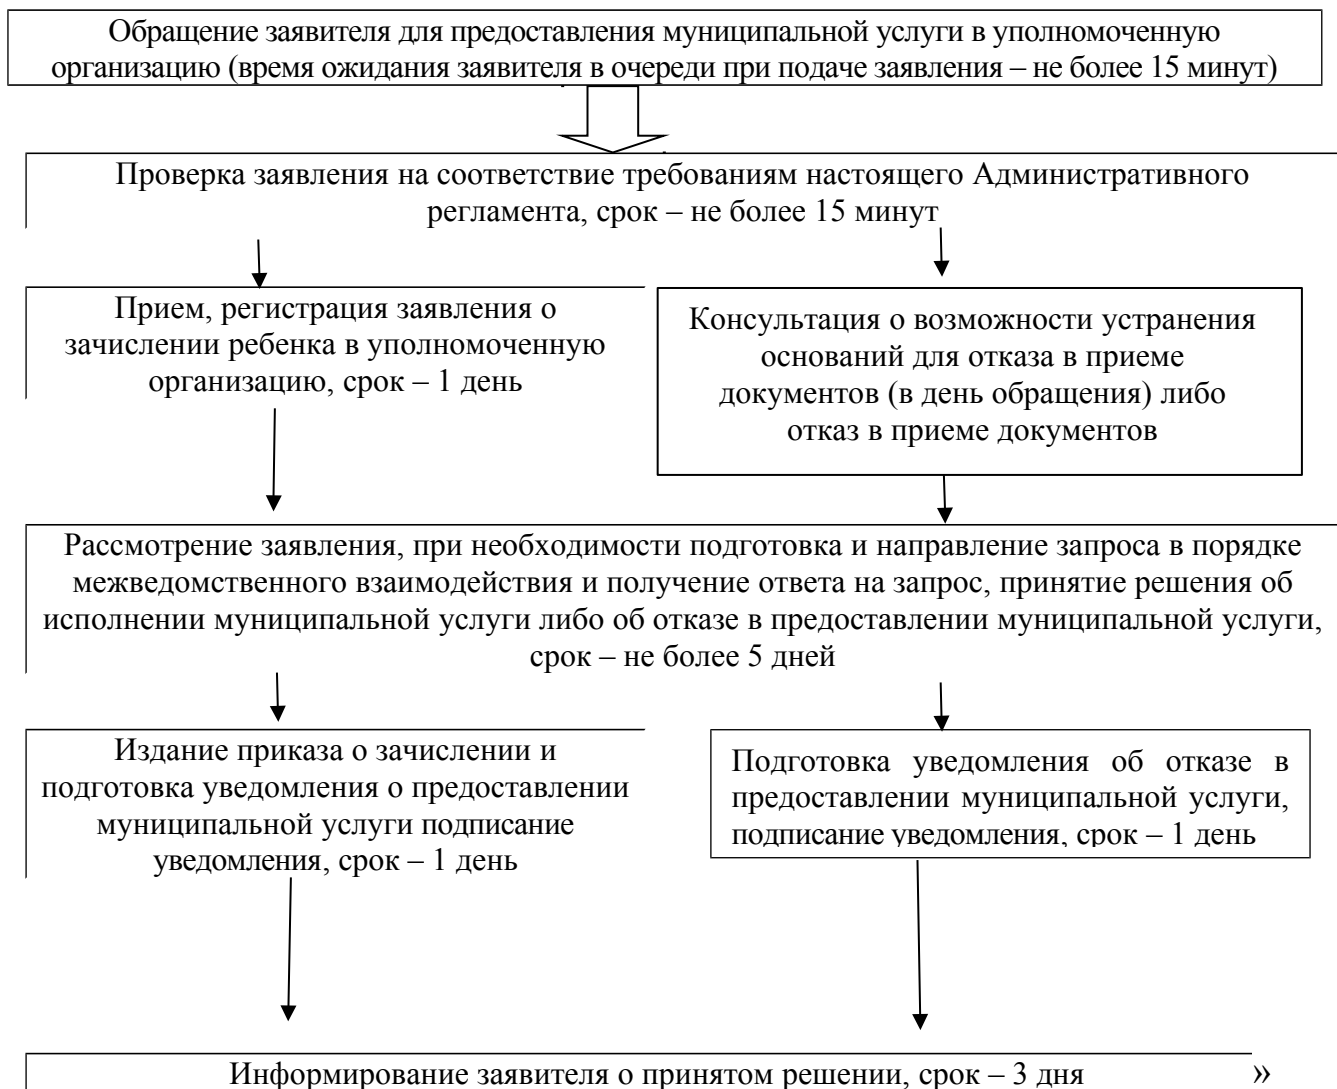 Обращение заявителя для предоставления муниципальной услуги в уполномоченную
организацию (время ожидания заявителя в очереди при подаче заявления – не более 15 минут)
Проверка заявления на соответствие требованиям настоящего Административного
регламента, срок – не более 15 минут
Прием, регистрация заявления о
зачислении ребенка в уполномоченную
организацию, срок – 1 день
Консультация о возможности устранения
оснований для отказа в приеме
документов (в день обращения) либо
отказ в приеме документов
Рассмотрение заявления, при необходимости подготовка и направление запроса в порядке
межведомственного взаимодействия и получение ответа на запрос, принятие решения об
исполнении муниципальной услуги либо об отказе в предоставлении муниципальной услуги,
срок – не более 5 дней
Издание приказа о зачислении и
подготовка уведомления о предоставлении
муниципальной услуги подписание
уведомления, срок – 1 день
Подготовка уведомления об отказе в
предоставлении муниципальной услуги,
подписание уведомления, срок – 1 день
Информирование заявителя о принятом решении, срок – 3 дня »